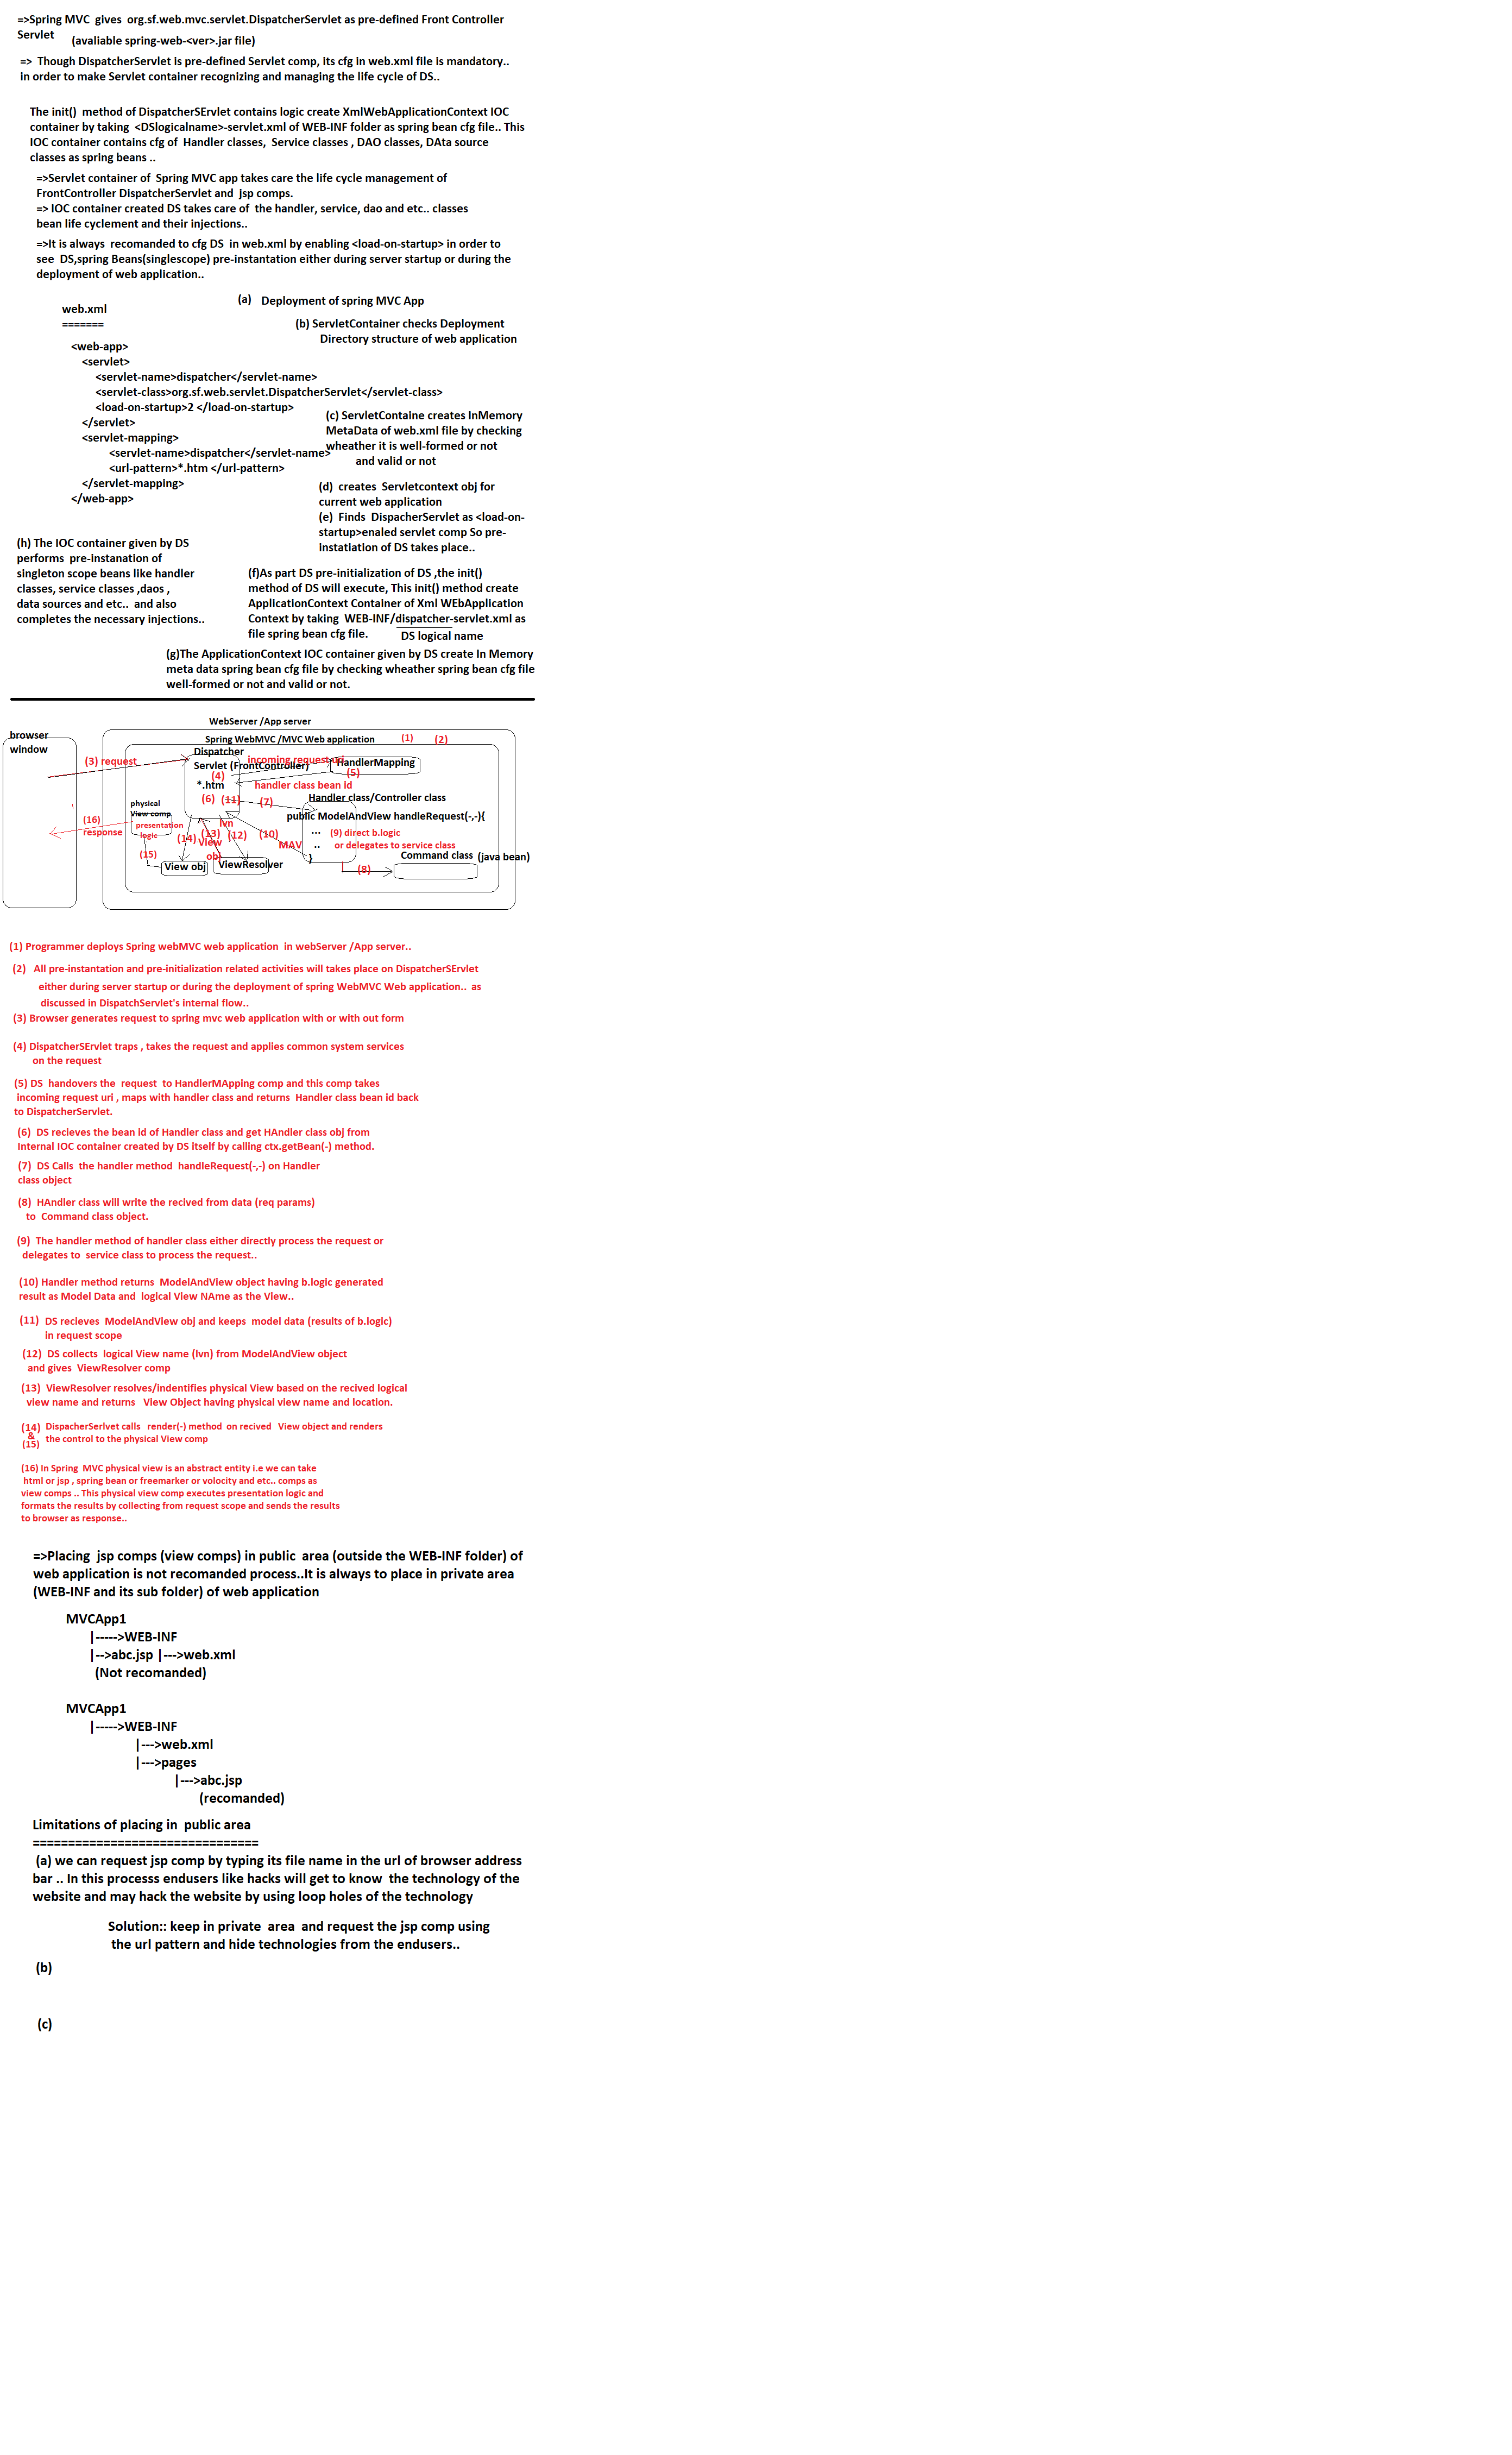 =>Spring MVC  gives  org.sf.web.mvc.servlet.DispatcherServlet as pre-defined Front Controller
Servlet
(avaliable spring-web-<ver>.jar file)
=>  Though DispatcherServlet is pre-defined Servlet comp, its cfg in web.xml file is mandatory..
in order to make Servlet container recognizing and managing the life cycle of DS..
The init()  method of DispatcherSErvlet contains logic create XmlWebApplicationContext IOC
container by taking  <DSlogicalname>-servlet.xml of WEB-INF folder as spring bean cfg file.. This
IOC container contains cfg of  Handler classes,  Service classes , DAO classes, DAta source
classes as spring beans ..
=>Servlet container of  Spring MVC app takes care the life cycle management of
FrontController DispatcherServlet and  jsp comps.
=> IOC container created DS takes care of  the handler, service, dao and etc.. classes
bean life cyclement and their injections..
=>It is always  recomanded to cfg DS  in web.xml by enabling <load-on-startup> in order to
see  DS,spring Beans(singlescope) pre-instantation either during server startup or during the
deployment of web application..
(a)   Deployment of spring MVC App
web.xml
=======
(b) ServletContainer checks Deployment
Directory structure of web application
<web-app>
<servlet>
<servlet-name>dispatcher</servlet-name>
<servlet-class>org.sf.web.servlet.DispatcherServlet</servlet-class>
<load-on-startup>2 </load-on-startup>
</servlet>
<servlet-mapping>
<servlet-name>dispatcher</servlet-name>
<url-pattern>*.htm </url-pattern>
</servlet-mapping>
</web-app>
(c) ServletContaine creates InMemory
MetaData of web.xml file by checking
wheather it is well-formed or not
and valid or not
(d)  creates  Servletcontext obj for
current web application
(e)  Finds  DispacherServlet as <load-on-
startup>enaled servlet comp So pre-
instatiation of DS takes place..
(h) The IOC container given by DS
performs  pre-instanation of
singleton scope beans like handler
classes, service classes ,daos ,
data sources and etc..  and also
completes the necessary injections..
(f)As part DS pre-initialization of DS ,the init()
method of DS will execute, This init() method create
ApplicationContext Container of Xml WEbApplication
Context by taking  WEB-INF/dispatcher-servlet.xml as
file spring bean cfg file.
DS logical name
(g)The ApplicationContext IOC container given by DS create In Memory
meta data spring bean cfg file by checking wheather spring bean cfg file
well-formed or not and valid or not.
WebServer /App server
browser
window
Spring WebMVC /MVC Web application
(1)
(2)
Dispatcher
Servlet (FrontController)
*.htm
(3) request
incoming request uri
HandlerMapping
(4)
(5)
handler class bean id
(6)
(11)
(7)
Handler class/Controller class
public ModelAndView handleRequest(-,-){
...
..
}
(9) direct b.logic
or delegates to service class
physical
View comp
presentation
logic
(16)
response
(15)
(14)
(13)
View
obj
lvn
(12)
(10)
MAV
View obj
ViewResolver
(8)
Command class
(java bean)
(1) Programmer deploys Spring webMVC web application  in webServer /App server..
(2)   All pre-instantation and pre-initialization related activities will takes place on DispatcherSErvlet
either during server startup or during the deployment of spring WebMVC Web application..  as
discussed in DispatchServlet's internal flow..
(3) Browser generates request to spring mvc web application with or with out form
(4) DispatcherSErvlet traps , takes the request and applies common system services
on the request
(5) DS  handovers the  request  to HandlerMApping comp and this comp takes
incoming request uri , maps with handler class and returns  Handler class bean id back
to DispatcherServlet.
(6)  DS recieves the bean id of Handler class and get HAndler class obj from
Internal IOC container created by DS itself by calling ctx.getBean(-) method.
(7)  DS Calls  the handler method  handleRequest(-,-) on Handler
class object
(8)  HAndler class will write the recived from data (req params)
to  Command class object.
(9)  The handler method of handler class either directly process the request or
delegates to  service class to process the request..
(10) Handler method returns  ModelAndView object having b.logic generated
result as Model Data and  logical View NAme as the View..
(11)  DS recieves  ModelAndView obj and keeps  model data (results of b.logic)
in request scope
(12)  DS collects  logical View name (lvn) from ModelAndView object
and gives  ViewResolver comp
(13)  ViewResolver resolves/indentifies physical View based on the recived logical
view name and returns   View Object having physical view name and location.
(14)
&
(15)
DispacherSerlvet calls   render(-) method  on recived   View object and renders
the control to the physical View comp
(16) In Spring  MVC physical view is an abstract entity i.e we can take
html or jsp , spring bean or freemarker or volocity and etc.. comps as
view comps .. This physical view comp executes presentation logic and
formats the results by collecting from request scope and sends the results
to browser as response..
=>Placing  jsp comps (view comps) in public  area (outside the WEB-INF folder) of
web application is not recomanded process..It is always to place in private area
(WEB-INF and its sub folder) of web application
MVCApp1
|----->WEB-INF
|-->abc.jsp |--->web.xml
(Not recomanded)
MVCApp1
|----->WEB-INF
|--->web.xml
|--->pages
|--->abc.jsp
(recomanded)
Limitations of placing in  public area
================================
(a) we can request jsp comp by typing its file name in the url of browser address
bar .. In this processs endusers like hacks will get to know  the technology of the
website and may hack the website by using loop holes of the technology
Solution:: keep in private  area  and request the jsp comp using
the url pattern and hide technologies from the endusers..
(b)
(c)